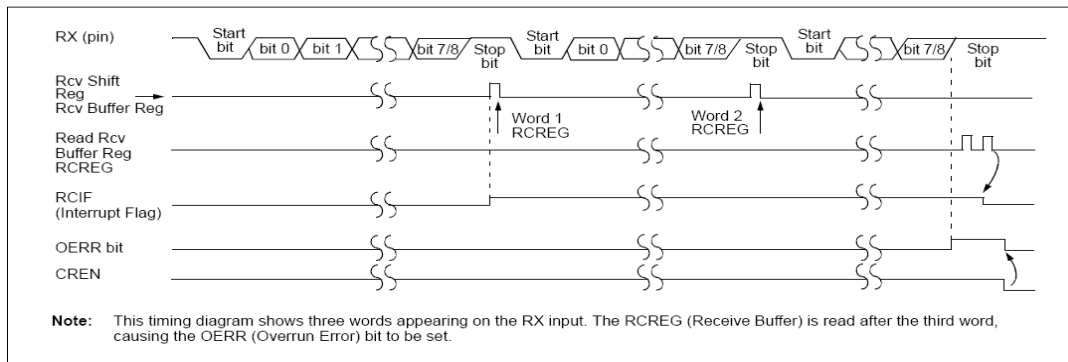 RX (pin)
Start bit
bit 0
bit 1
bit 7/8
Stop bit
Start bit
bit 0
bit 7/8
Stop bit
Start bit
bit 7/8
Stop bit
Rcv Shift
Reg
Rcv Buffer Reg
Word 1
RCREG
Word 2
RCREG
Read Rcv
Buffer Reg
RCREG
RCIF
(Interrupt Flag)
OERR bit
CREN
Note: This timing diagram shows three words appearing on the RX input. The RCREG (Receive Buffer) is read after the third word,
causing the OERR (Overrun Error) bit to be set.